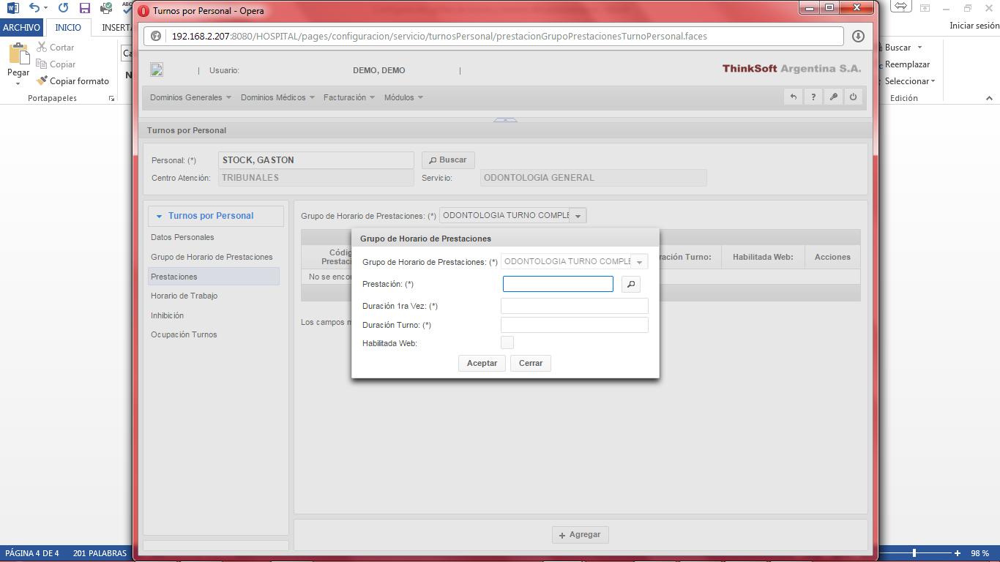 Turnos por Personal - Opera
ARCHIVO INICIO INSERT
Iniciar sesión
192.168.2.207:8080/HOSPITAL/pages/configuracion/servicio/turnosPersonal/prestacionGrupoPrestacionesTurnoPersonal.faces
Pegar
Cortar
Copiar
Copiar formato
Portapapeles
Ca
N
Buscar
Reemplazar
Seleccionar
Edición
| Usuario: DEMO, DEMO |
ThinkSoft Argentina S.A.
Dominios Generales Dominios Médicos Facturación Módulos
?
Turnos por Personal
Personal: (*) STOCK, GASTON Buscar
Centro Atención: TRIBUNALES Servicio: ODONTOLOGIA GENERAL
Turnos por Personal
Datos Personales
Grupo de Horario de Prestaciones
Prestaciones
Horario de Trabajo
Inhibición
Ocupación Turnos
Grupo de Horario de Prestaciones: (*) ODONTOLOGIA TURNO COMPLE
Códig
Prestaci
ración Turno: Habilitada Web: Acciones
No se encon
Los campos m
Grupo de Horario de Prestaciones
Grupo de Horario de Prestaciones: (*) ODONTOLOGIA TURNO COMPLE
Prestación: (*)
Duración 1ra Vez: (*)
Duración Turno: (*)
Habilitada Web:
Aceptar Cerrar
Agregar
PÁGINA 4 DE 4 201 PALABRAS
98 %